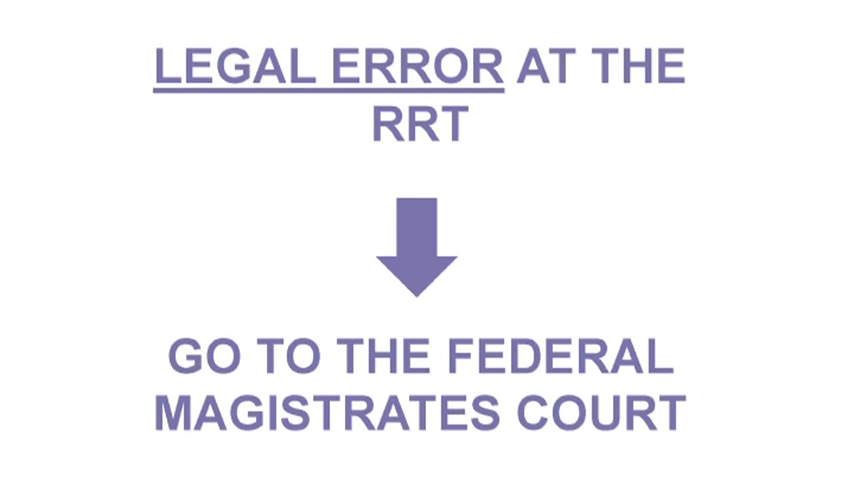 LEGAL ERROR AT THE
RRT
GO TO THE FEDERAL
MAGISTRATES COURT